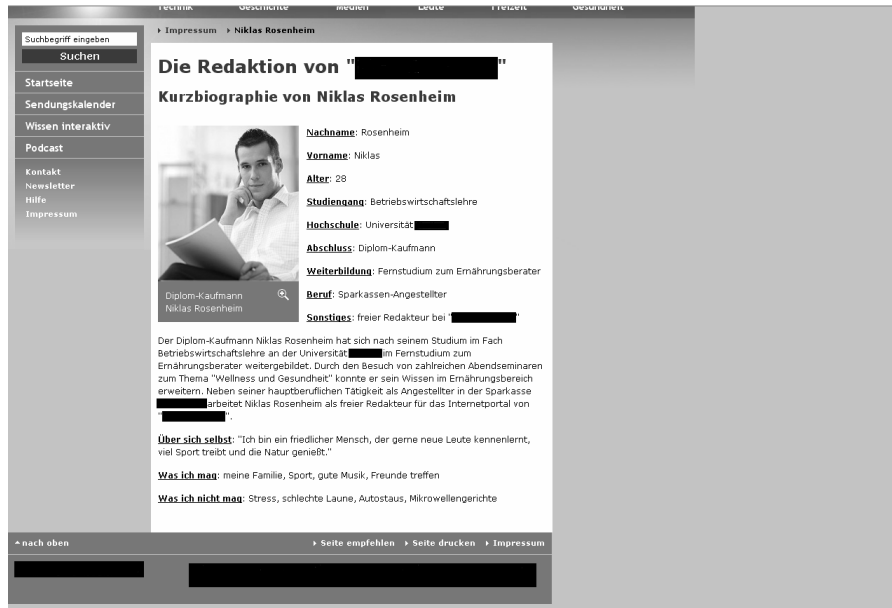 Technik Geschichte Medien Leute Freizeit Gesundheit
Suchbegriff eingeben
Suchen
Startseite
Sendungskalender
Wissen interaktiv
Podcast
Kontakt
Newsletter
Hilfe
Impressum
Impressum Niklas Rosenheim
Die Redaktion von " "
Kurzbiographie von Niklas Rosenheim
Diplom-Kaufmann
Niklas Rosenheim
Nachname: Rosenheim
Vorname: Niklas
Alter: 28
Studiengang: Betriebswirtschaftslehre
Hochschule: Universität
Abschluss: Diplom-Kaufmann
Weiterbildung: Fernstudium zum Ernährungsberater
Beruf: Sparkassen-Angestellter
Sonstiges: freier Redakteur bei " "
Der Diplom-Kaufmann Niklas Rosenheim hat sich nach seinem Studium im Fach
Betriebswirtschaftslehre an der Universität im Fernstudium zum
Ernährungsberater weitergebildet. Durch den Besuch von zahlreichen Abendseminaren
zum Thema "Wellness und Gesundheit" konnte er sein Wissen im Ernährungsbereich
erweitern. Neben seiner hauptberuflichen Tätigkeit als Angestellter in der Sparkasse
arbeitet Niklas Rosenheim als freier Redakteur für das Internetportal von
" ".
Über sich selbst: "Ich bin ein friedlicher Mensch, der gerne neue Leute kennenlernt,
viel Sport treibt und die Natur genießt."
Was ich mag: meine Familie, Sport, gute Musik, Freunde treffen
Was ich nicht mag: Stress, schlechte Laune, Autostaus, Mikrowellengerichte
nach oben
Seite empfehlen Seite drucken Impressum